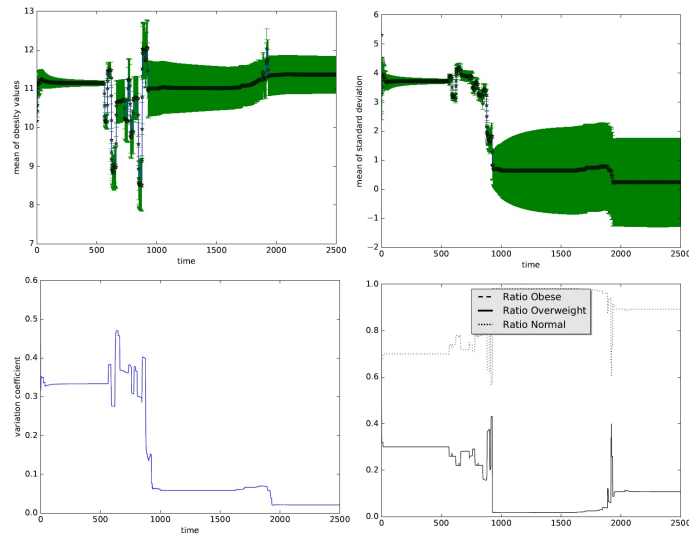 13
12
11
10
9
8
7
mean of obesity values
0 500 1000 1500 2000 2500
time
6
5
4
3
2
1
0
−1
−2
mean of standard deviation
0 500 1000 1500 2000 2500
time
0.6
0.5
0.4
0.3
0.2
0.1
0.0
variation coefficient
0 500 1000 1500 2000 2500
time
1.0
0.8
0.6
0.4
0.2
0.0
Ratio Obese
Ratio Overweight
Ratio Normal
0 500 1000 1500 2000 2500